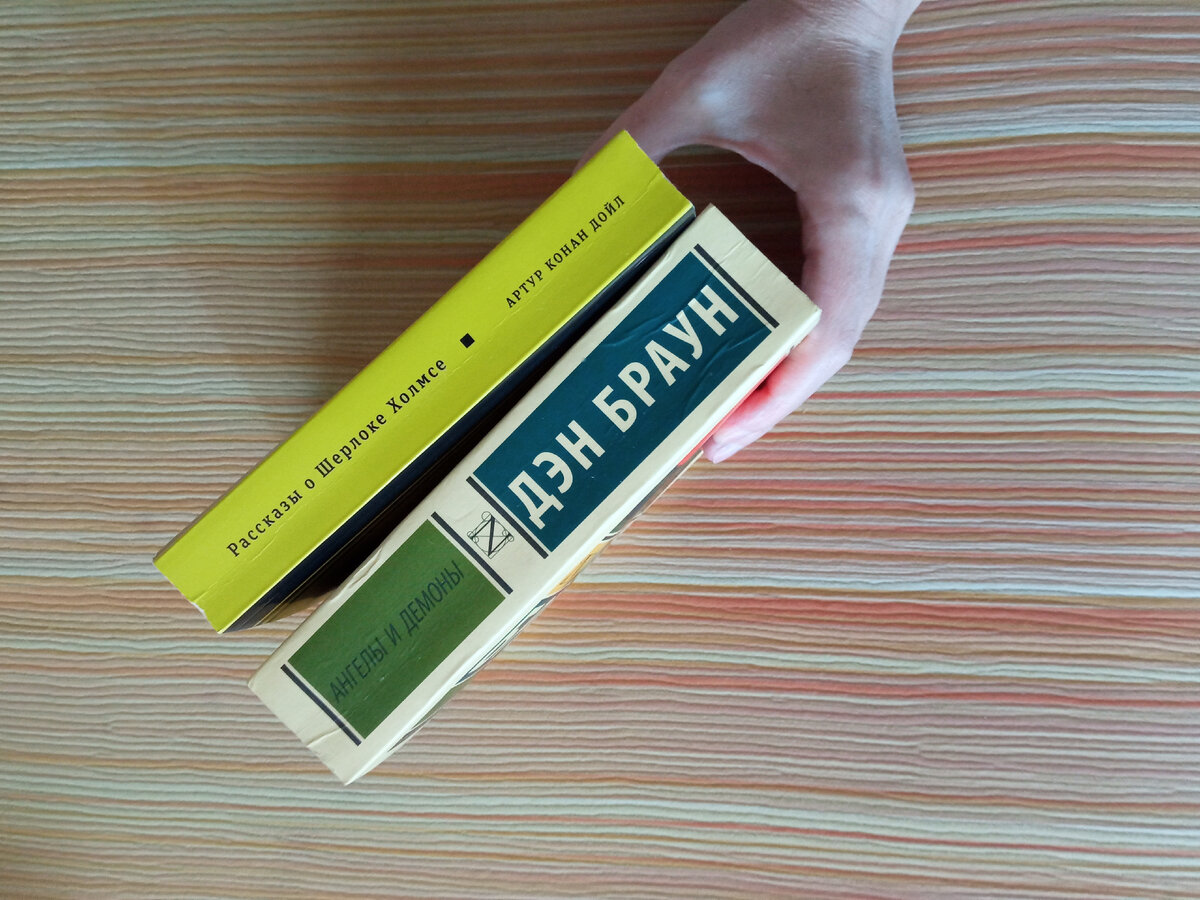 Рассказы о Шерлоке Холмсе ■ АРТУР КОНАН ДОЙЛ
АНГЕЛЫ И ДЕМОНЫ
ДЭН БРАУН